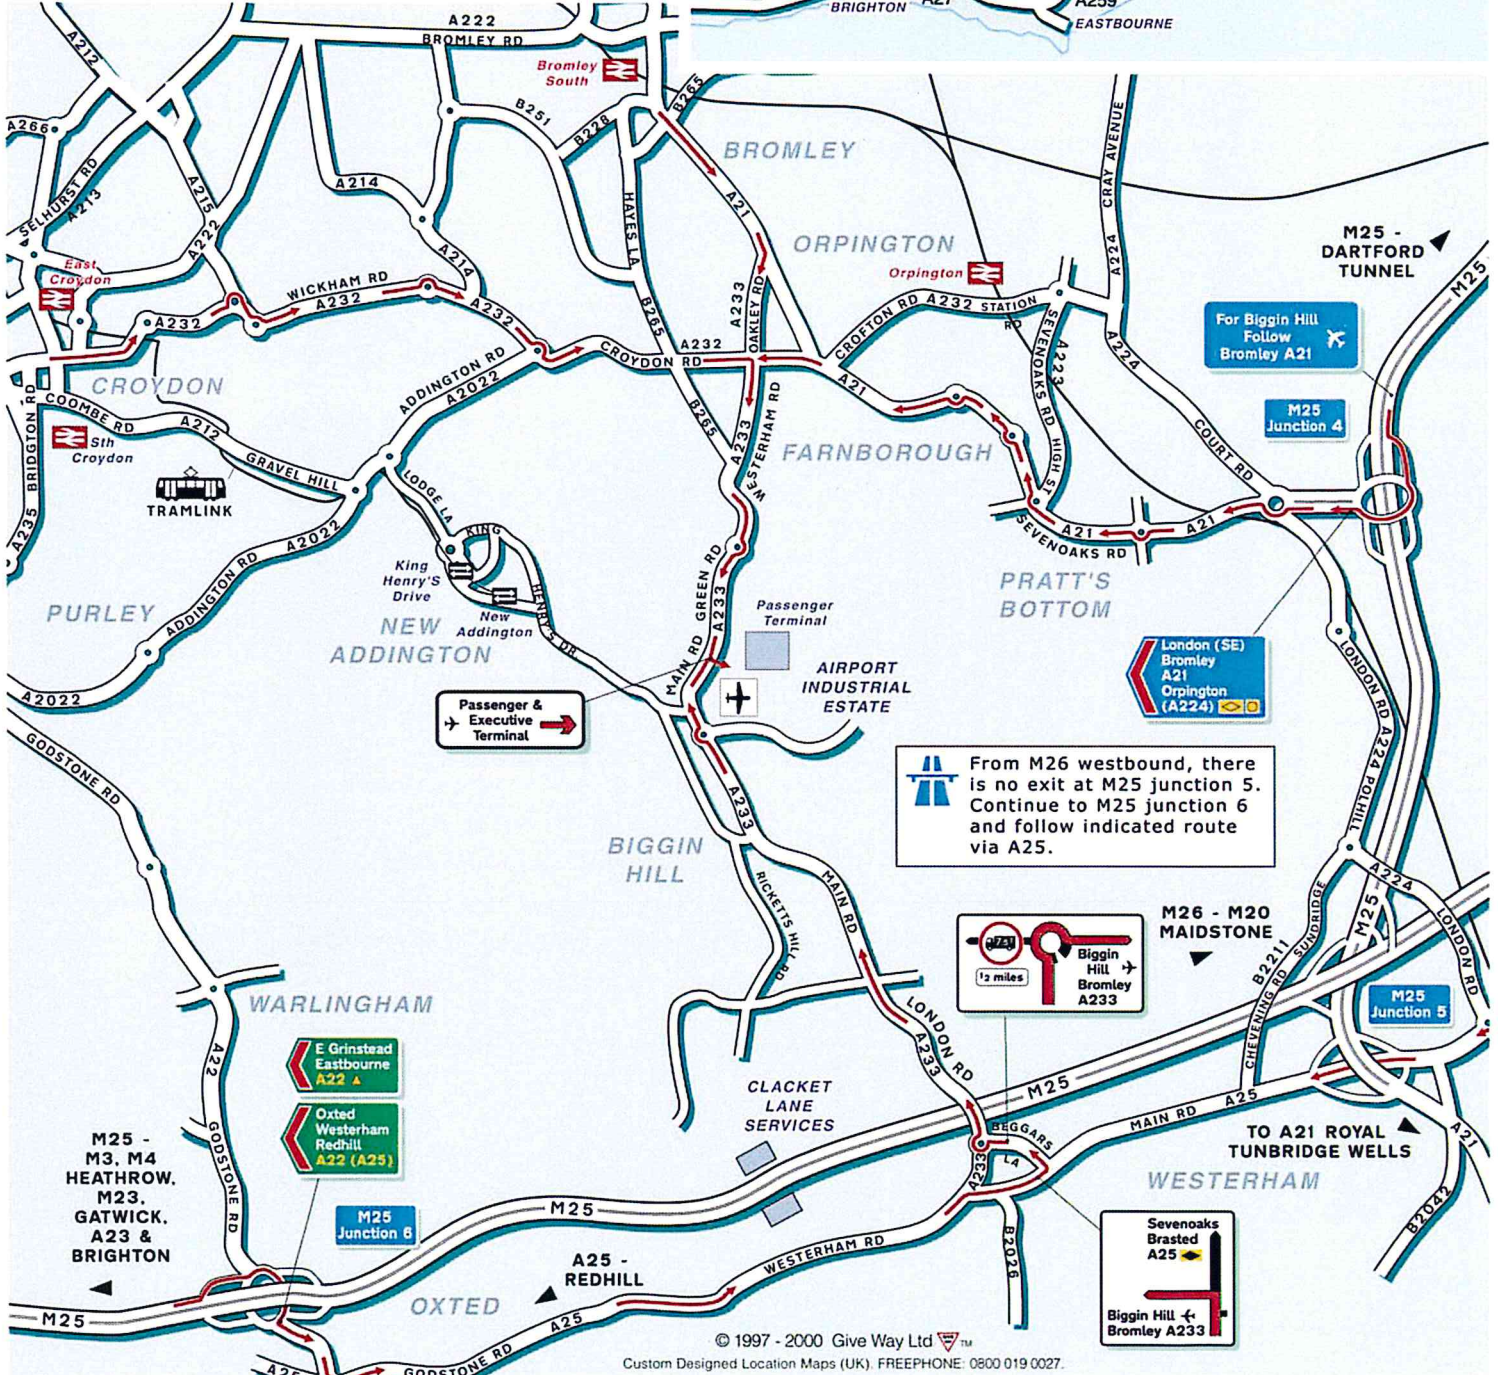 BRIGHTON
A27
A259
EASTBOURNE
A222
BROMLEY RD
A212
Bromley
South
B265
B251
B228
A266
SELHURST RD
A213
A215
A222
A214
A214
HAYES LA
BROMLEY
A21
CRAY AVENUE
A224
ORPINGTON
Orpington
M25 -
DARTFORD
TUNNEL
M25
East
Croydon
WICKHAM RD
A232
A232
A232
B265
A233
OAKLEY RD
CROFTON RD
A232
STATION
RD
SEVENOAKS RD
A223
HIGH ST
A224
For Biggin Hill
Follow
Bromley A21
M25
Junction 4
CROYDON
ADDINGTON RD
A2022
CROYDON RD
A232
A21
BRIDGTON RD
A235
COOMBE RD
A212
GRAVEL HILL
Sth
Croydon
TRAMLINK
B265
A233
WESTERHAM RD
FARNBOROUGH
COURT RD
LODGE LA
KING
HENRY'S DR
King
Henry'S
Drive
New
Addington
A21
SEVENOAKS RD
A21
PRATT'S
BOTTOM
ADDINGTON RD
A2022
PURLEY
NEW
ADDINGTON
A2022
MAIN RD
GREEN RD
A233
Passenger
Terminal
AIRPORT
INDUSTRIAL
ESTATE
Passenger &
Executive
Terminal
London (SE)
Bromley
A21
Orpington
(A224)
LONDON RD
A224
POLHILL
GODSTONE RD
A233
BIGGIN
HILL
From M26 westbound, there
is no exit at M25 junction 5.
Continue to M25 junction 6
and follow indicated route
via A25.
RICKETTS HILL RD
MAIN RD
A224
LONDON RD
M25
SUNDRIDGE
B2211
CHEVENING RD
M26 - M20
MAIDSTONE
7.5T
1/2 miles
Biggin
Hill
Bromley
A233
M25
Junction 5
WARLINGHAM
A22
GODSTONE RD
E Grinstead
Eastbourne
A22
Oxted
Westerham
Redhill
A22 (A25)
LONDON RD
A233
CLACKET
LANE
SERVICES
M25
BEGGARS
LA
A233
MAIN RD
A25
TO A21 ROYAL
TUNBRIDGE WELLS
A21
WESTERHAM
B2042
M25 -
M3, M4
HEATHROW,
M23,
GATWICK,
A23 &
BRIGHTON
M25
Junction 6
M25
A25 -
REDHILL
WESTERHAM RD
B2026
Sevenoaks
Brasted
A25
Biggin Hill
Bromley A233
M25
OXTED
A25
GODSTONE RD
A25
© 1997 - 2000 Give Way Ltd TM
Custom Designed Location Maps (UK). FREEPHONE: 0800 019 0027.